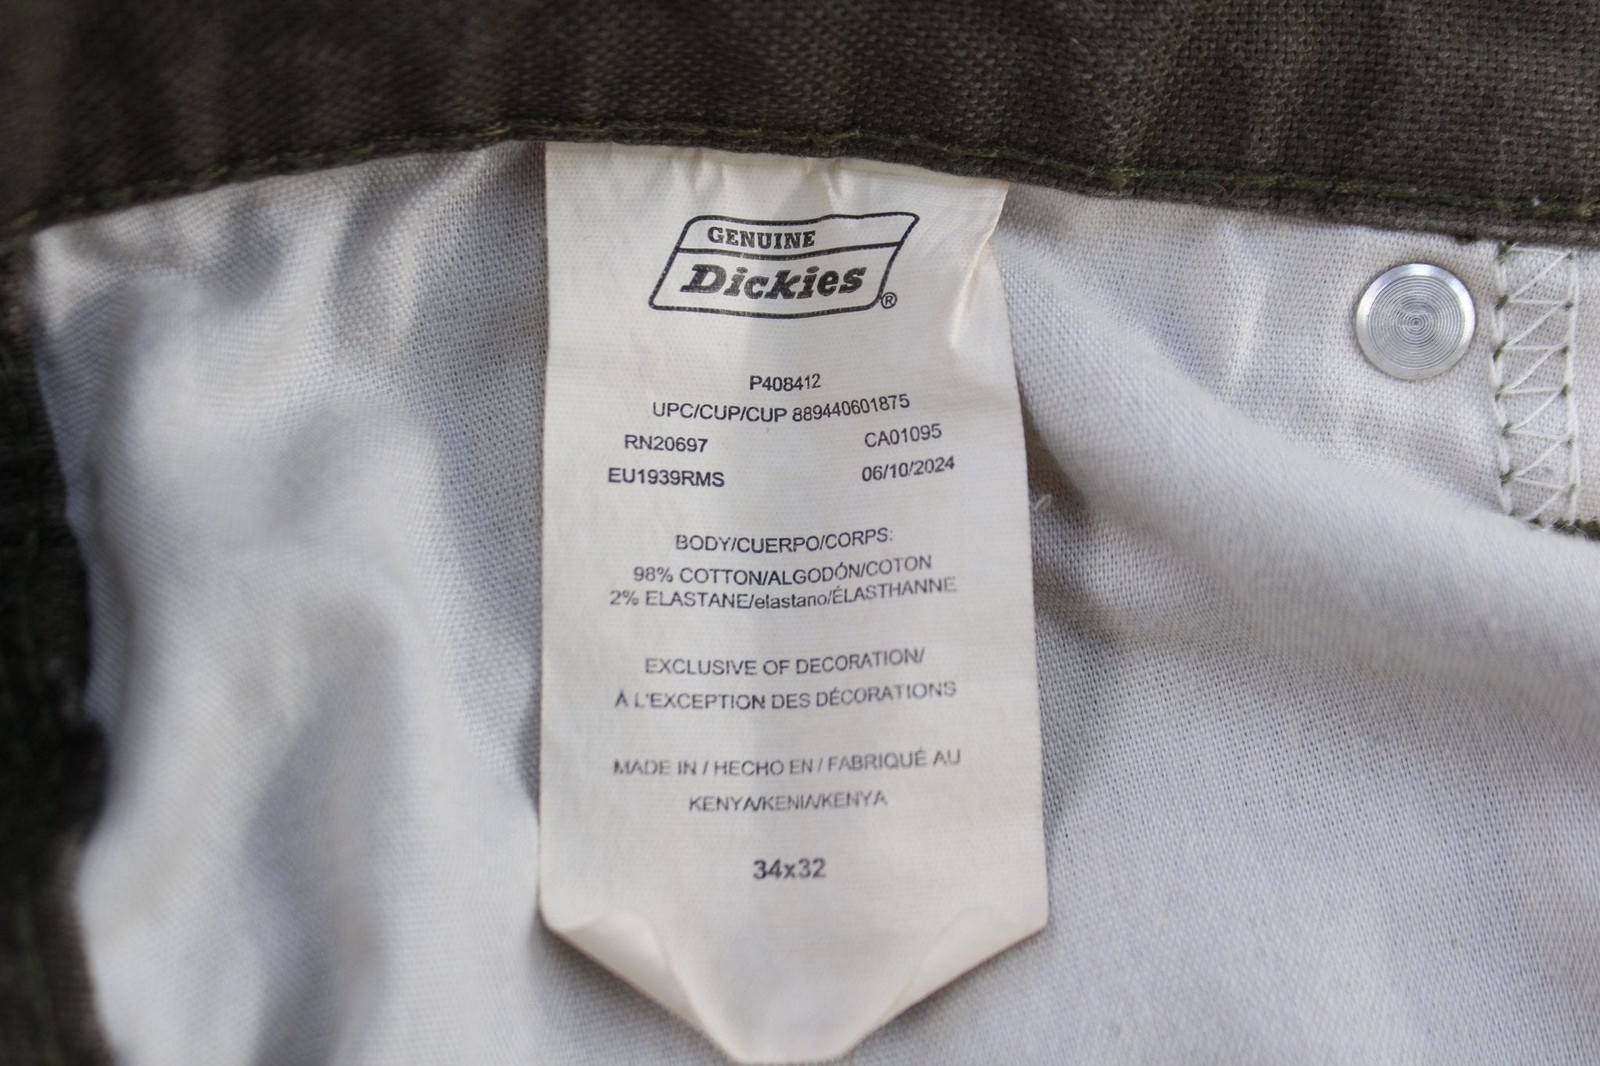 GENUINE
Dickies®
P408412
UPC/CUP/CUP 889440601875
RN20697 CA01095
EU1939RMS 06/10/2024
BODY/CUERPO/CORPS:
98% COTTON/ALGODÓN/COTON
2% ELASTANE/elastano/ÉLASTHANNE
EXCLUSIVE OF DECORATION/
À L'EXCEPTION DES DÉCORATIONS
MADE IN / HECHO EN / FABRIQUÉ AU
KENYA/KENIA/KENYA
34x32